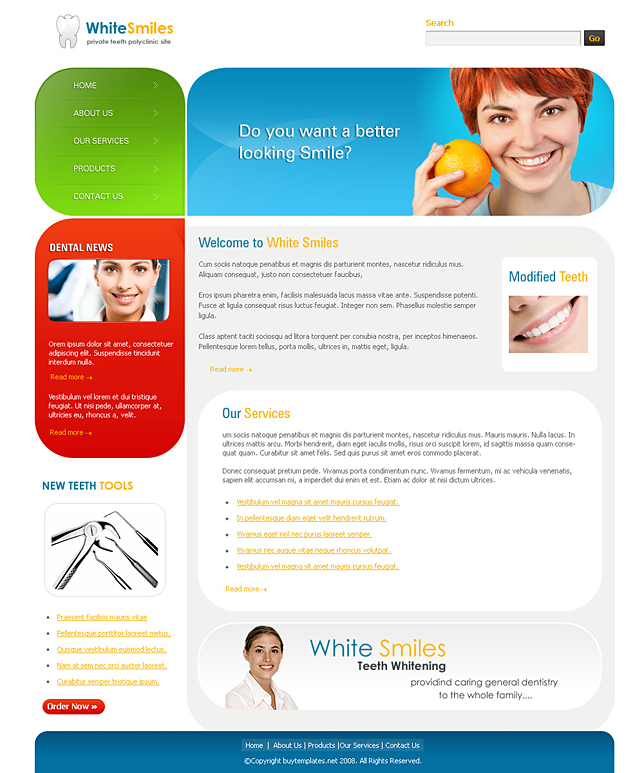 WhiteSmiles
private teeth polyclinic site
Search
Go
HOME
ABOUT US
OUR SERVICES
PRODUCTS
CONTACT US
Do you want a better
looking Smile?
DENTAL NEWS
Orem ipsum dolor sit amet, consectetuer
adipiscing elit. Suspendisse tincidunt
interdum nulla.
Read more
Vestibulum vel lorem et dui tristique
feugiat. Ut nisi pede, ullamcorper at,
ultricies eu, rhoncus a, velit.
Read more
NEW TEETH TOOLS
Praesent facilisis mauris vitae
Pellentesque porttitor laoreet metus.
Quisque vestibulum euismod lectus.
Nam at sem nec orci auctor laoreet.
Curabitur semper tristique ipsum.
Order Now »
Welcome to White Smiles
Cum sociis natoque penatibus et magnis dis parturient montes, nascetur ridiculus mus.
Aliquam consequat, justo non consectetuer faucibus,
Eros ipsum pharetra enim, facilisis malesuada lacus massa vitae ante. Suspendisse potenti.
Fusce at ligula consequat risus luctus feugiat. Integer non sem. Phasellus molestie semper
ligula.
Class aptent taciti sociosqu ad litora torquent per conubia nostra, per inceptos himenaeos.
Pellentesque lorem tellus, porta mollis, ultrices in, mattis eget, ligula.
Read more
Modified Teeth
Our Services
um sociis natoque penatibus et magnis dis parturient montes, nascetur ridiculus mus. Mauris mauris. Nulla lacus. In
ultrices mattis arcu. Morbi hendrerit, diam eget iaculis mollis, risus orci suscipit lorem, id sagittis massa quam conse-
quat quam. Curabitur sit amet felis. Sed quis purus sit amet eros commodo placerat.
Donec consequat pretium pede. Vivamus porta condimentum nunc. Vivamus fermentum, mi ac vehicula venenatis,
sapien elit accumsan mi, a imperdiet dui enim et est. Etiam ac dolor at nisi dictum ultrices.
Vestibulum vel magna sit amet mauris cursus feugiat.
In pellentesque diam eget velit hendrerit rutrum.
Vivamus eget nisl nec purus laoreet semper.
Vivamus nec augue vitae neque rhoncus volutpat.
Vestibulum vel magna sit amet mauris cursus feugiat.
Read more
White Smiles
Teeth Whitening
providind caring general dentistry
to the whole family....
Home | About Us | Products |Our Services | Contact Us
©Copyright buytemplates.net 2008. All Rights Reserved.